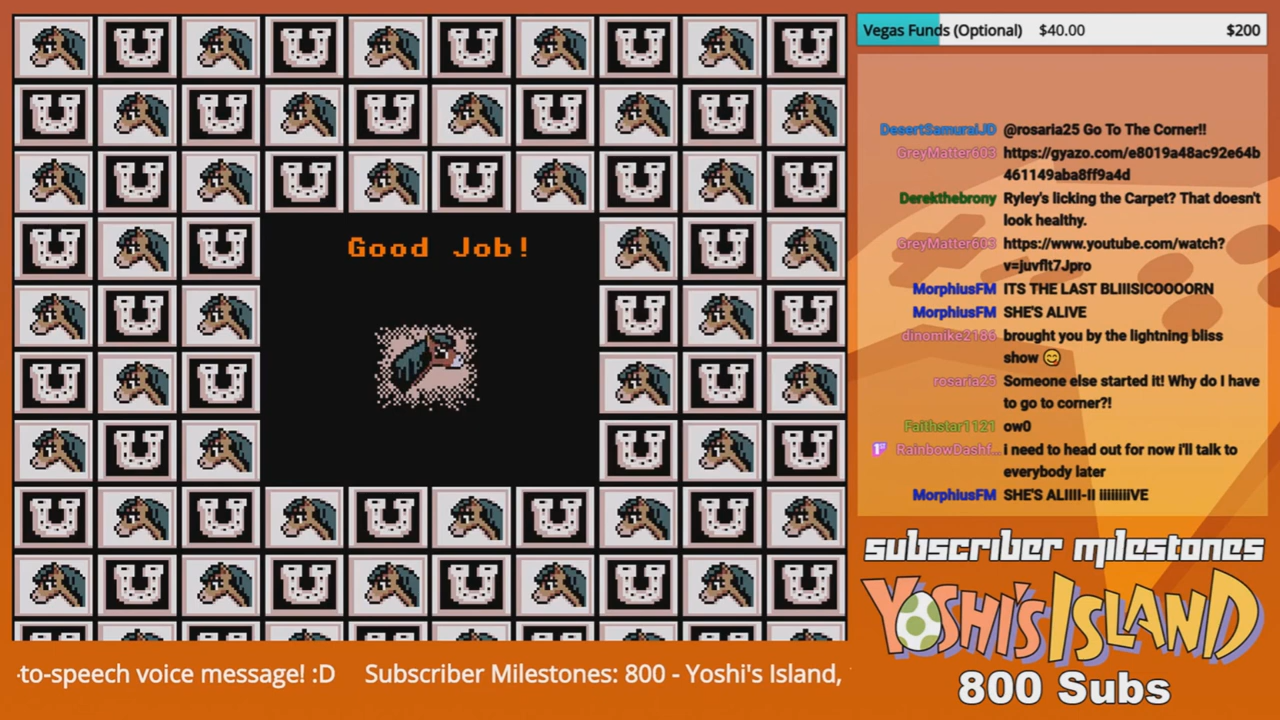 Good Job!
Vegas Funds (Optional) $40.00 $200
DesertSamuraiJD @rosaria25 Go To The Corner!!
GreyMatter603 https://gyazo.com/e8019a48ac92e64b
461149aba8ff9a4d
Derekthebrony Ryley's licking the Carpet? That doesn't
look healthy.
GreyMatter603 https://www.youtube.com/watch?
v=juvflt7Jpro
MorphiusFM ITS THE LAST BLIIISICOOOORN
MorphiusFM SHE'S ALIVE
dinomike2186 brought you by the lightning bliss
show 😊
rosaria25 Someone else started it! Why do I have
to go to corner?!
Faithstar1121 ow0
RainbowDashf... i need to head out for now I'll talk to
everybody later
MorphiusFM SHE'S ALIIII-II iiiiiiiiVE
subscriber milestones
YOSHI'S ISLAND
800 Subs
-to-speech voice message! :D Subscriber Milestones: 800 - Yoshi's Island,